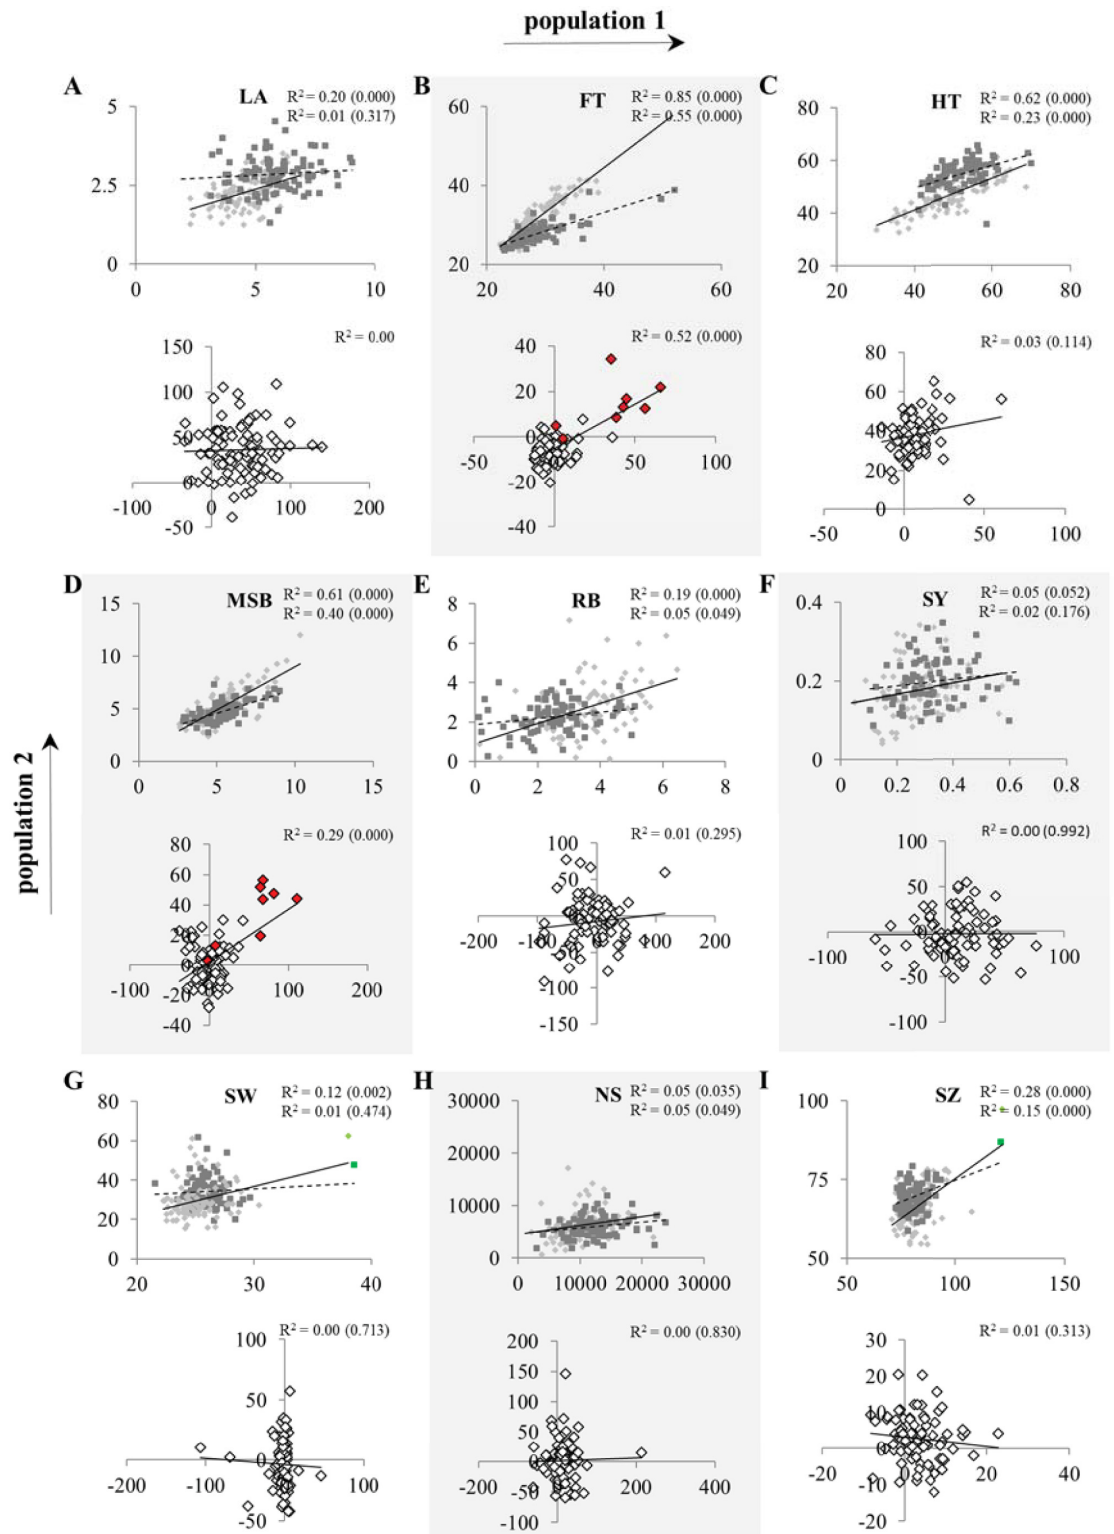 population 1
population 2
A
LA
R² = 0.20 (0.000)
R² = 0.01 (0.317)
5
2.5
0
0 5 10
R² = 0.00
150
100
50
0
-50
-100 0 100 200
B
FT
R² = 0.85 (0.000)
R² = 0.55 (0.000)
60
40
20
20 40 60
R² = 0.52 (0.000)
40
20
0
-20
-40
-50 0 50 100
C
HT
R² = 0.62 (0.000)
R² = 0.23 (0.000)
80
60
40
20
20 40 60 80
R² = 0.03 (0.114)
80
60
40
20
0
-50 0 50 100
D
MSB
R² = 0.61 (0.000)
R² = 0.40 (0.000)
15
10
5
0
0 5 10 15
R² = 0.29 (0.000)
80
60
40
20
0
-20
-40
-100 0 100 200
E
RB
R² = 0.19 (0.000)
R² = 0.05 (0.049)
8
6
4
2
0
0 2 4 6 8
R² = 0.01 (0.295)
100
50
0
-50
-100
-150
-200 -100 0 100 200
F
SY
R² = 0.05 (0.052)
R² = 0.02 (0.176)
0.4
0.2
0
0 0.2 0.4 0.6 0.8
R² = 0.00 (0.992)
100
50
0
-50
-100
-100 0 100
G
SW
R² = 0.12 (0.002)
R² = 0.01 (0.474)
80
60
40
20
0
20 30 40
R² = 0.00 (0.713)
100
50
0
-50
-200 -100 0 100
H
NS
R² = 0.05 (0.035)
R² = 0.05 (0.049)
30000
20000
10000
0
0 10000 20000 30000
R² = 0.00 (0.830)
200
150
100
50
0
-50
-100
-200 0 200 400
I
SZ
R² = 0.28 (0.000)
R² = 0.15 (0.000)
100
75
50
50 100 150
R² = 0.01 (0.313)
30
20
10
0
-10
-20
-20 0 20 40